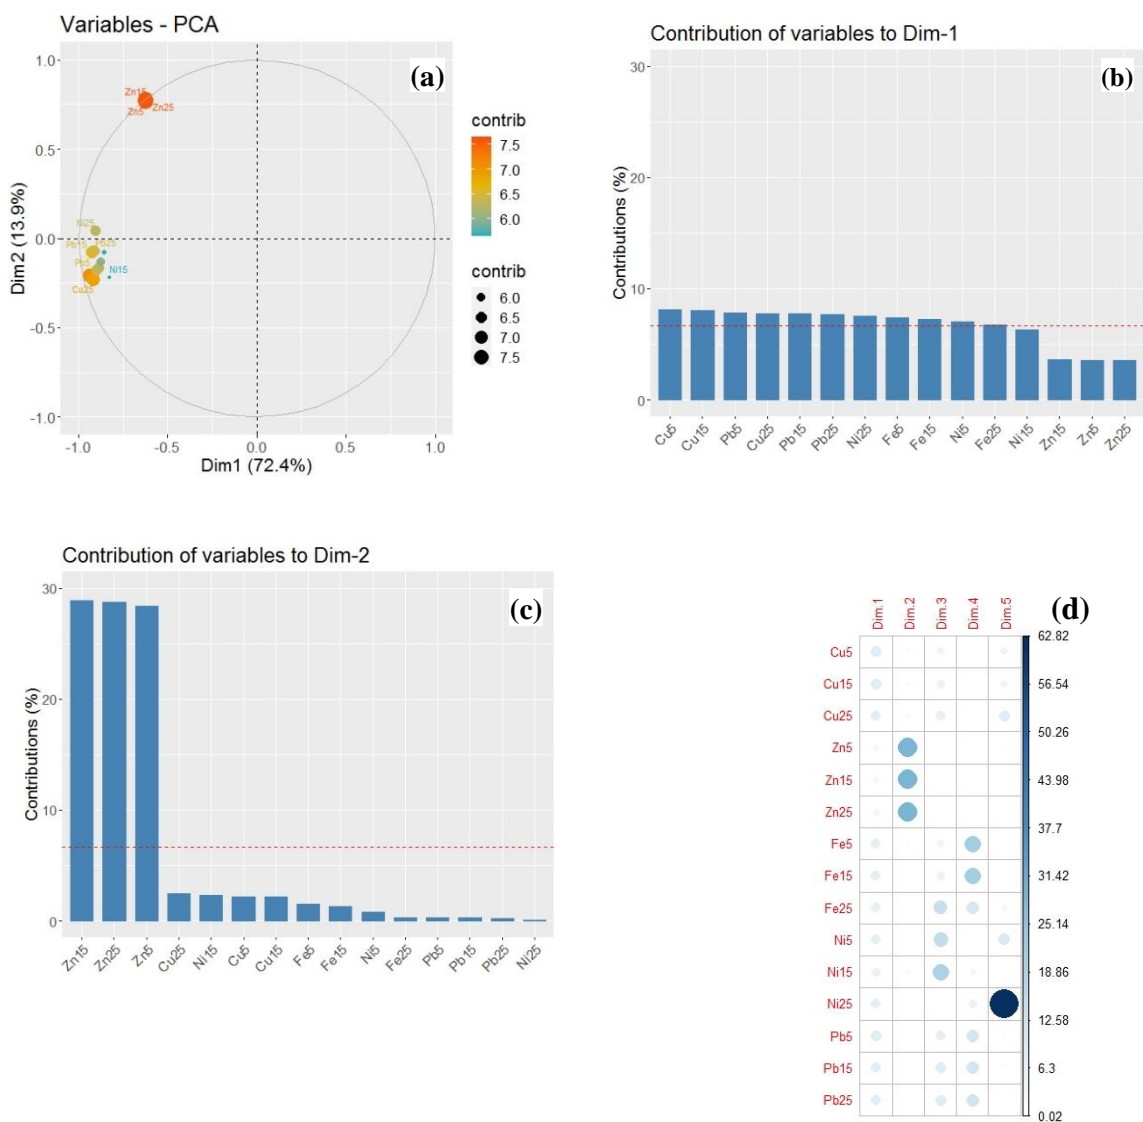 Variables - PCA
(a)
1.0
0.5
0.0
-0.5
-1.0
Dim2 (13.9%)
Zn15
Zn5
Zn25
Ni25
Pb15
Pb25
Pb5
Ni15
Cu25
-1.0
-0.5
0.0
0.5
1.0
Dim1 (72.4%)
contrib
7.5
7.0
6.5
6.0
contrib
6.0
6.5
7.0
7.5
Contribution of variables to Dim-1
(b)
30
20
10
0
Contributions (%)
Cu5
Cu15
Pb5
Cu25
Pb15
Pb25
Ni25
Fe5
Fe15
Ni5
Fe25
Ni15
Zn15
Zn5
Zn25
Contribution of variables to Dim-2
(c)
30
20
10
0
Contributions (%)
Zn15
Zn25
Zn5
Cu25
Ni15
Cu5
Cu15
Fe5
Fe15
Ni5
Fe25
Pb5
Pb15
Pb25
Ni25
(d)
Dim.1
Dim.2
Dim.3
Dim.4
Dim.5
Cu5
Cu15
Cu25
Zn5
Zn15
Zn25
Fe5
Fe15
Fe25
Ni5
Ni15
Ni25
Pb5
Pb15
Pb25
62.82
56.54
50.26
43.98
37.7
31.42
25.14
18.86
12.58
6.3
0.02